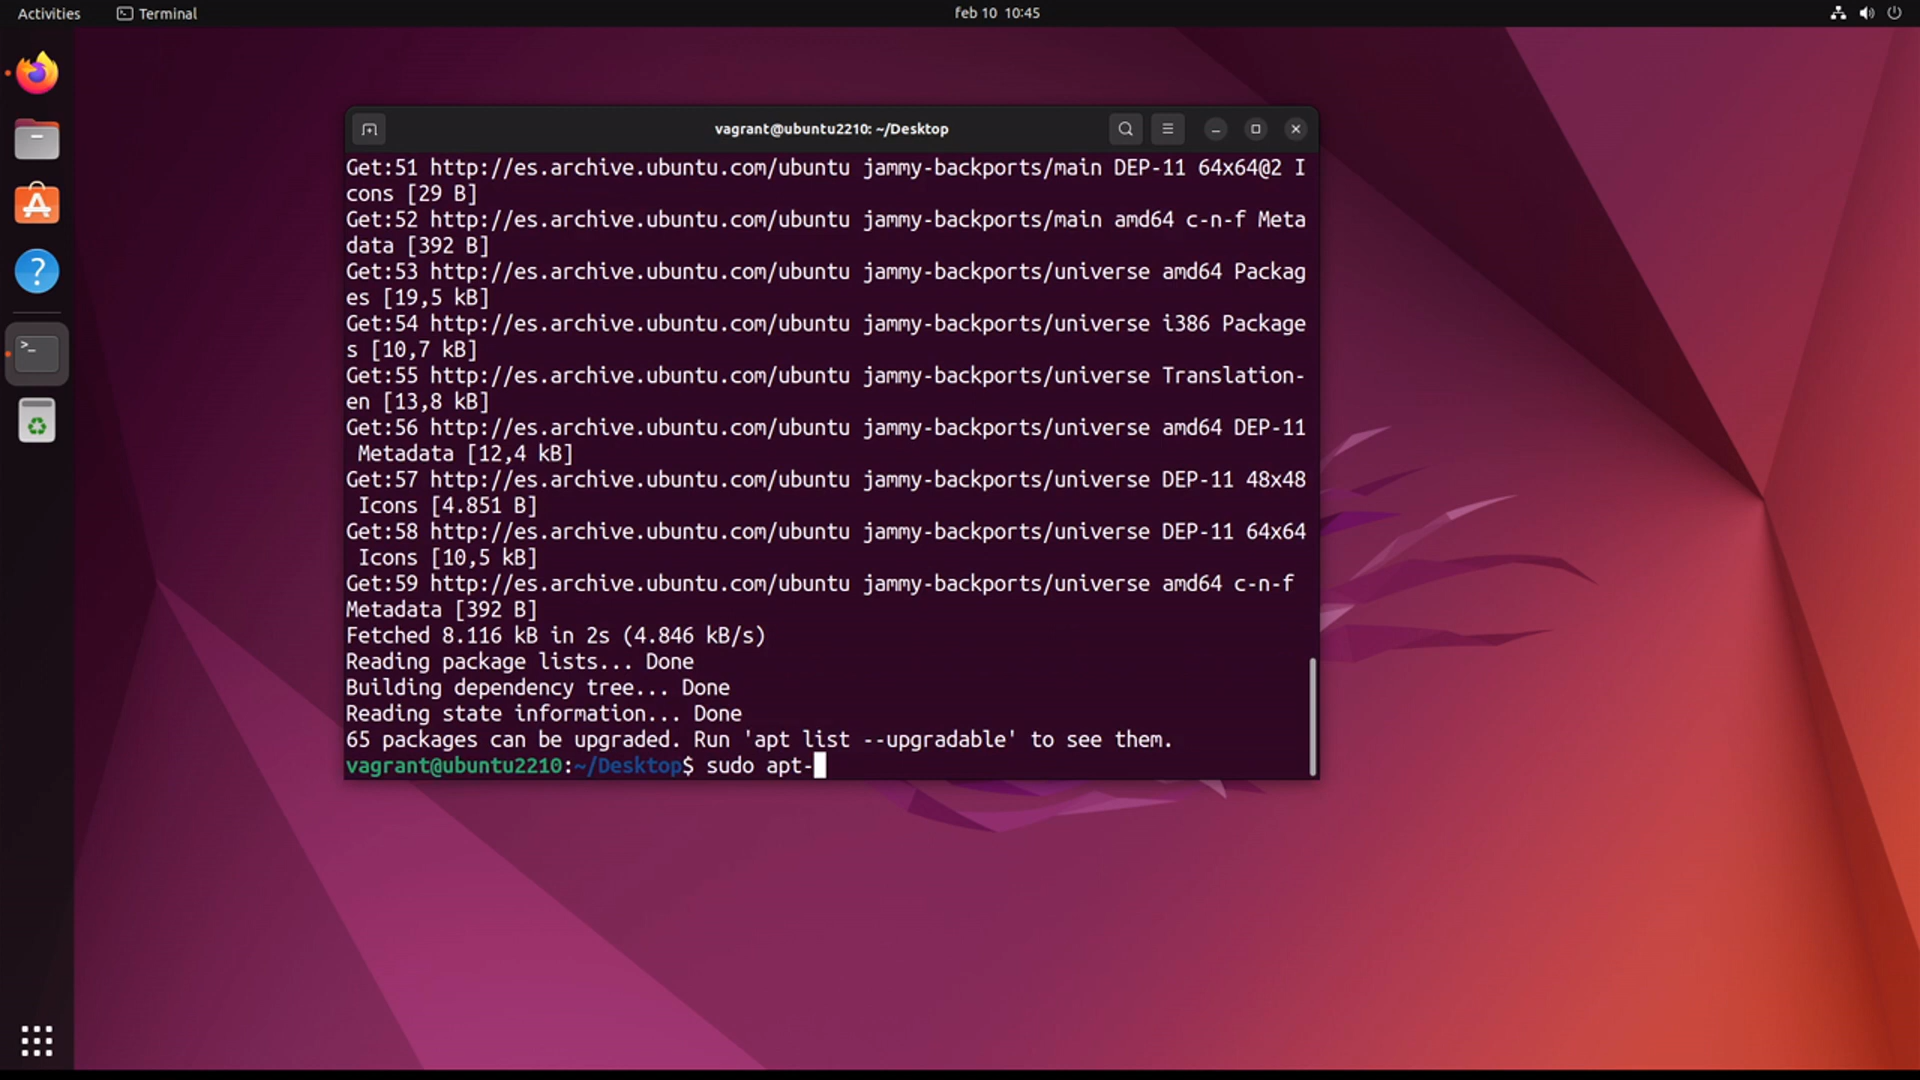 Activities Terminal feb 10 10:45
vagrant@ubuntu2210: ~/Desktop
Get:51 http://es.archive.ubuntu.com/ubuntu jammy-backports/main DEP-11 64x64@2 I
cons [29 B]
Get:52 http://es.archive.ubuntu.com/ubuntu jammy-backports/main amd64 c-n-f Meta
data [392 B]
Get:53 http://es.archive.ubuntu.com/ubuntu jammy-backports/universe amd64 Packag
es [19,5 kB]
Get:54 http://es.archive.ubuntu.com/ubuntu jammy-backports/universe i386 Package
s [10,7 kB]
Get:55 http://es.archive.ubuntu.com/ubuntu jammy-backports/universe Translation-
en [13,8 kB]
Get:56 http://es.archive.ubuntu.com/ubuntu jammy-backports/universe amd64 DEP-11
 Metadata [12,4 kB]
Get:57 http://es.archive.ubuntu.com/ubuntu jammy-backports/universe DEP-11 48x48
 Icons [4.851 B]
Get:58 http://es.archive.ubuntu.com/ubuntu jammy-backports/universe DEP-11 64x64
 Icons [10,5 kB]
Get:59 http://es.archive.ubuntu.com/ubuntu jammy-backports/universe amd64 c-n-f
Metadata [392 B]
Fetched 8.116 kB in 2s (4.846 kB/s)
Reading package lists... Done
Building dependency tree... Done
Reading state information... Done
65 packages can be upgraded. Run 'apt list --upgradable' to see them.
vagrant@ubuntu2210:~/Desktop$ sudo apt-